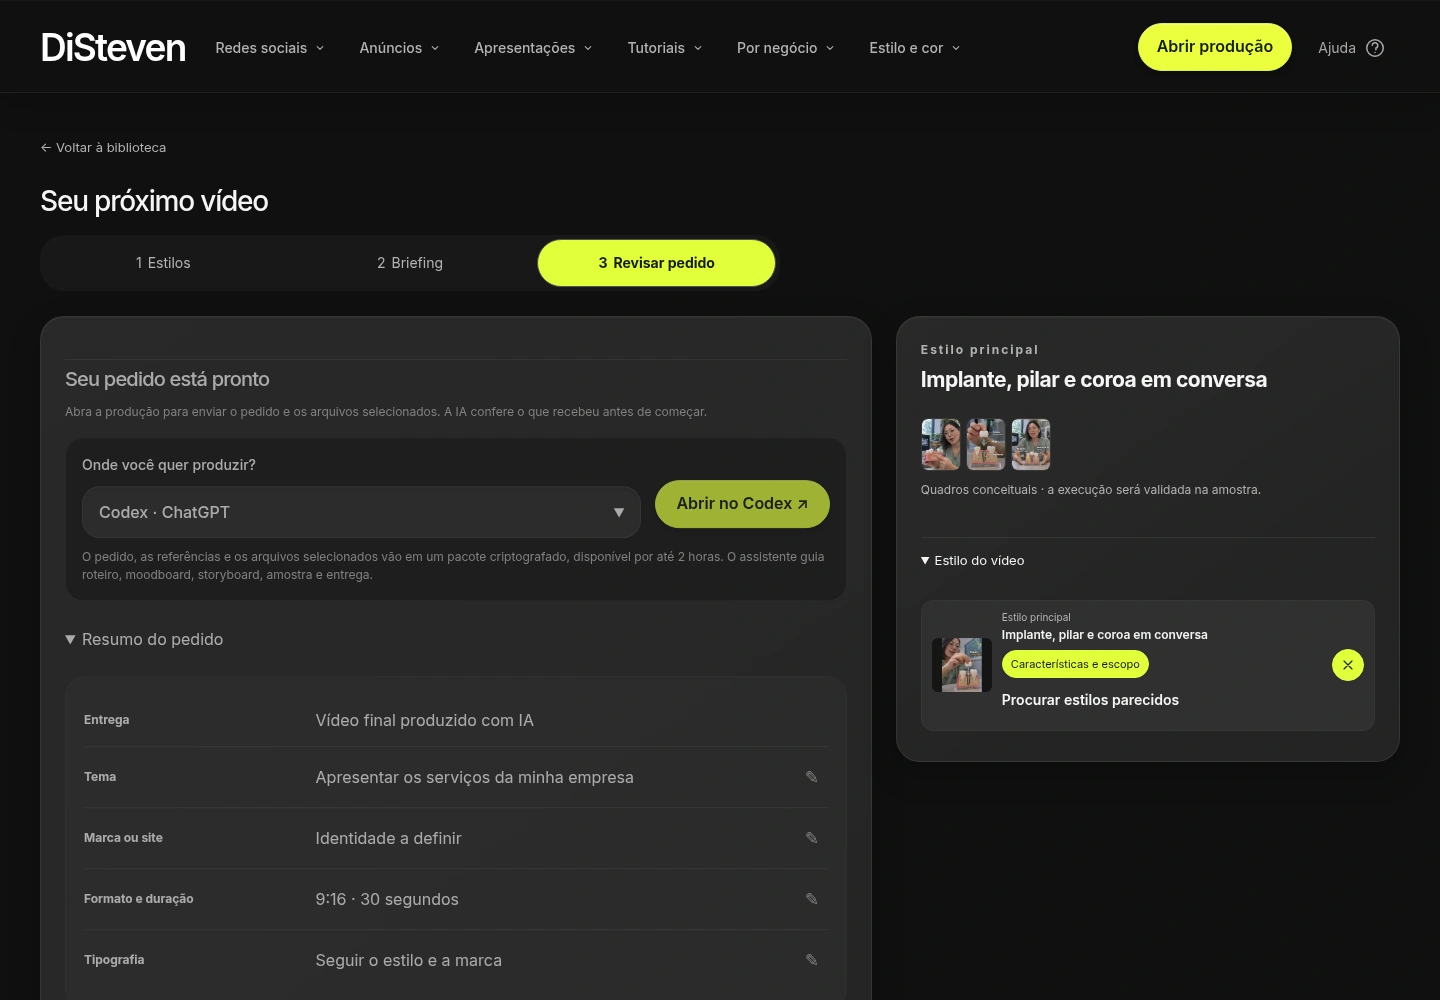 DiSteven
Redes sociais
Anúncios
Apresentações
Tutoriais
Por negócio
Estilo e cor
Abrir produção
Ajuda
← Voltar à biblioteca
Seu próximo vídeo
1 Estilos
2 Briefing
3 Revisar pedido
Seu pedido está pronto
Abra a produção para enviar o pedido e os arquivos selecionados. A IA confere o que recebeu antes de começar.
Onde você quer produzir?
Codex · ChatGPT
Abrir no Codex ↗
O pedido, as referências e os arquivos selecionados vão em um pacote criptografado, disponível por até 2 horas. O assistente guia
roteiro, moodboard, storyboard, amostra e entrega.
▼ Resumo do pedido
Entrega
Vídeo final produzido com IA
Tema
Apresentar os serviços da minha empresa
Marca ou site
Identidade a definir
Formato e duração
9:16 · 30 segundos
Tipografia
Seguir o estilo e a marca
Estilo principal
Implante, pilar e coroa em conversa
Quadros conceituais · a execução será validada na amostra.
▼ Estilo do vídeo
Estilo principal
Implante, pilar e coroa em conversa
Características e escopo
Procurar estilos parecidos